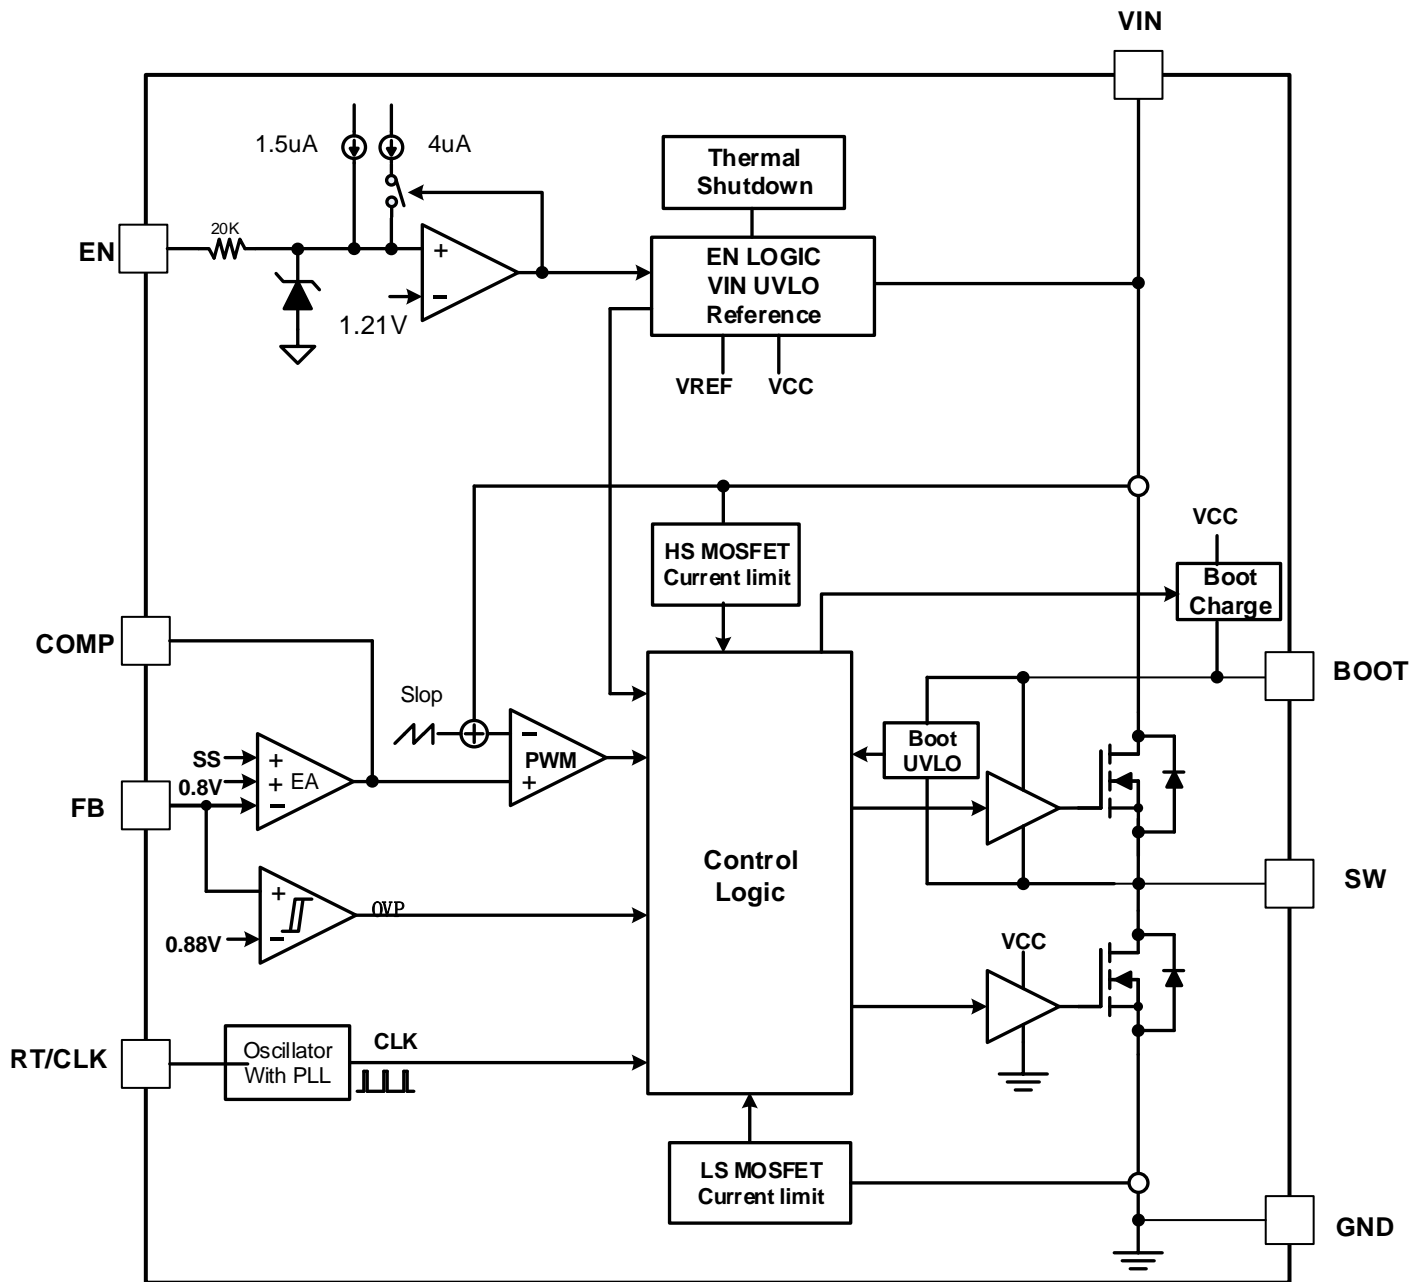 VIN
1.5uA
4uA
Thermal
Shutdown
20K
EN
+
−
1.21V
EN LOGIC
VIN UVLO
Reference
VREF
VCC
HS MOSFET
Current limit
VCC
Boot
Charge
COMP
BOOT
Slop
−
PWM
+
Boot
UVLO
SS
0.8V
+
+ EA
−
FB
Control
Logic
SW
+
−
OVP
0.88V
VCC
RT/CLK
Oscillator
With PLL
CLK
LS MOSFET
Current limit
GND